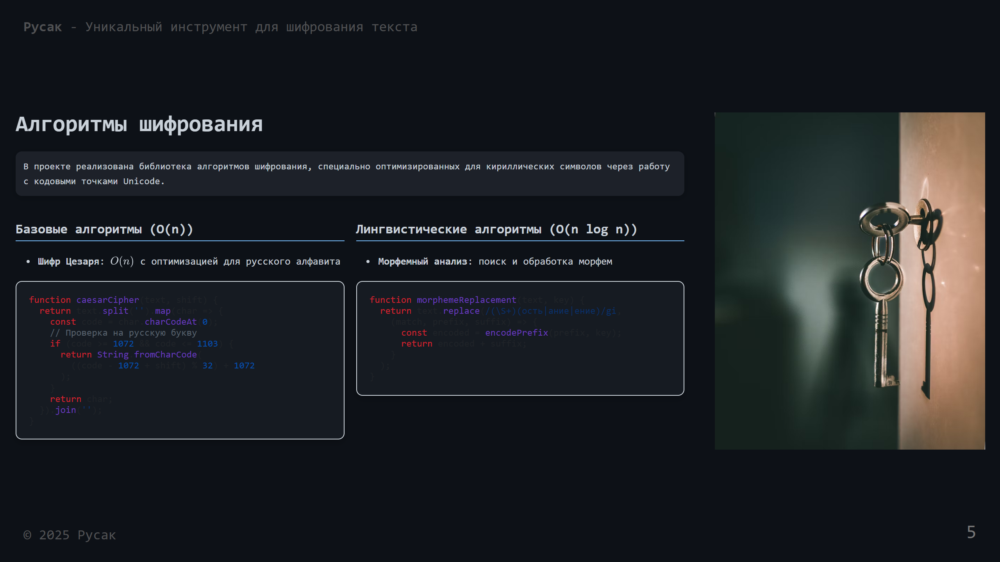 Русак - Уникальный инструмент для шифрования текста
Алгоритмы шифрования
В проекте реализована библиотека алгоритмов шифрования, специально оптимизированных для кириллических символов через работу
с кодовыми точками Unicode.
Базовые алгоритмы (O(n))
• Шифр Цезаря: O(n) с оптимизацией для русского алфавита
function caesarCipher(text, shift) {
  return text.split('').map(char => {
    const code = char.charCodeAt(0);
    // Проверка на русскую букву
    if (code >= 1072 && code <= 1103) {
      return String.fromCharCode(
        ((code - 1072 + shift) % 32) + 1072
      );
    }
    return char;
  }).join('');
}
Лингвистические алгоритмы (O(n log n))
• Морфемный анализ: поиск и обработка морфем
function morphemeReplacement(text, key) {
  return text.replace(/(\S+)(ость|ание|ение)/gi,
    (match, prefix, suffix) => {
      const encoded = encodePrefix(prefix, key);
      return encoded + suffix;
    }
  );
}
© 2025 Русак
5